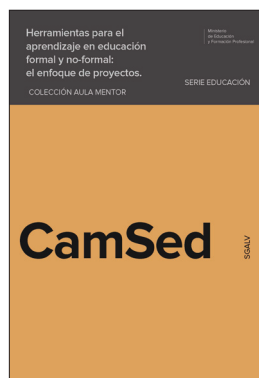 Herramientas para el
aprendizaje en educación
formal y no-formal:
el enfoque de proyectos.
Ministerio
de Educación
y Formación Profesional
SERIE EDUCACIÓN
COLECCIÓN AULA MENTOR
CamSed
SGALV